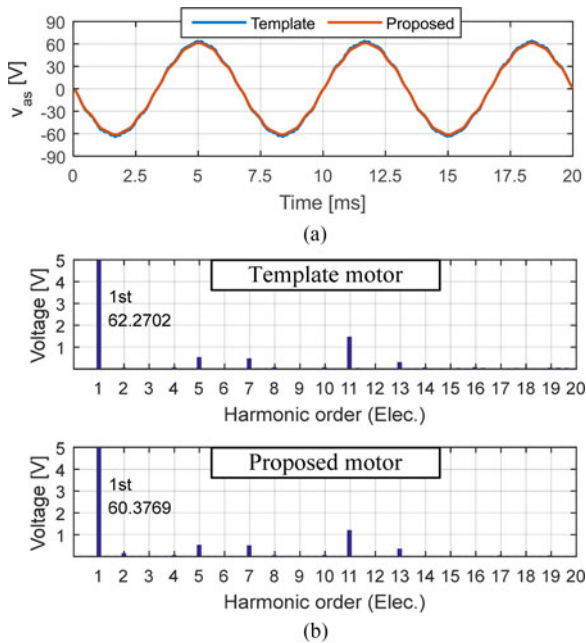 Template Proposed
90
60
30
0
-30
-60
-90
v_as [V]
0 2.5 5 7.5 10 12.5 15 17.5 20
Time [ms]
(a)
Template motor
5
4
3
2
1
Voltage [V]
1st
62.2702
1 2 3 4 5 6 7 8 9 10 11 12 13 14 15 16 17 18 19 20
Harmonic order (Elec.)
Proposed motor
5
4
3
2
1
Voltage [V]
1st
60.3769
1 2 3 4 5 6 7 8 9 10 11 12 13 14 15 16 17 18 19 20
Harmonic order (Elec.)
(b)